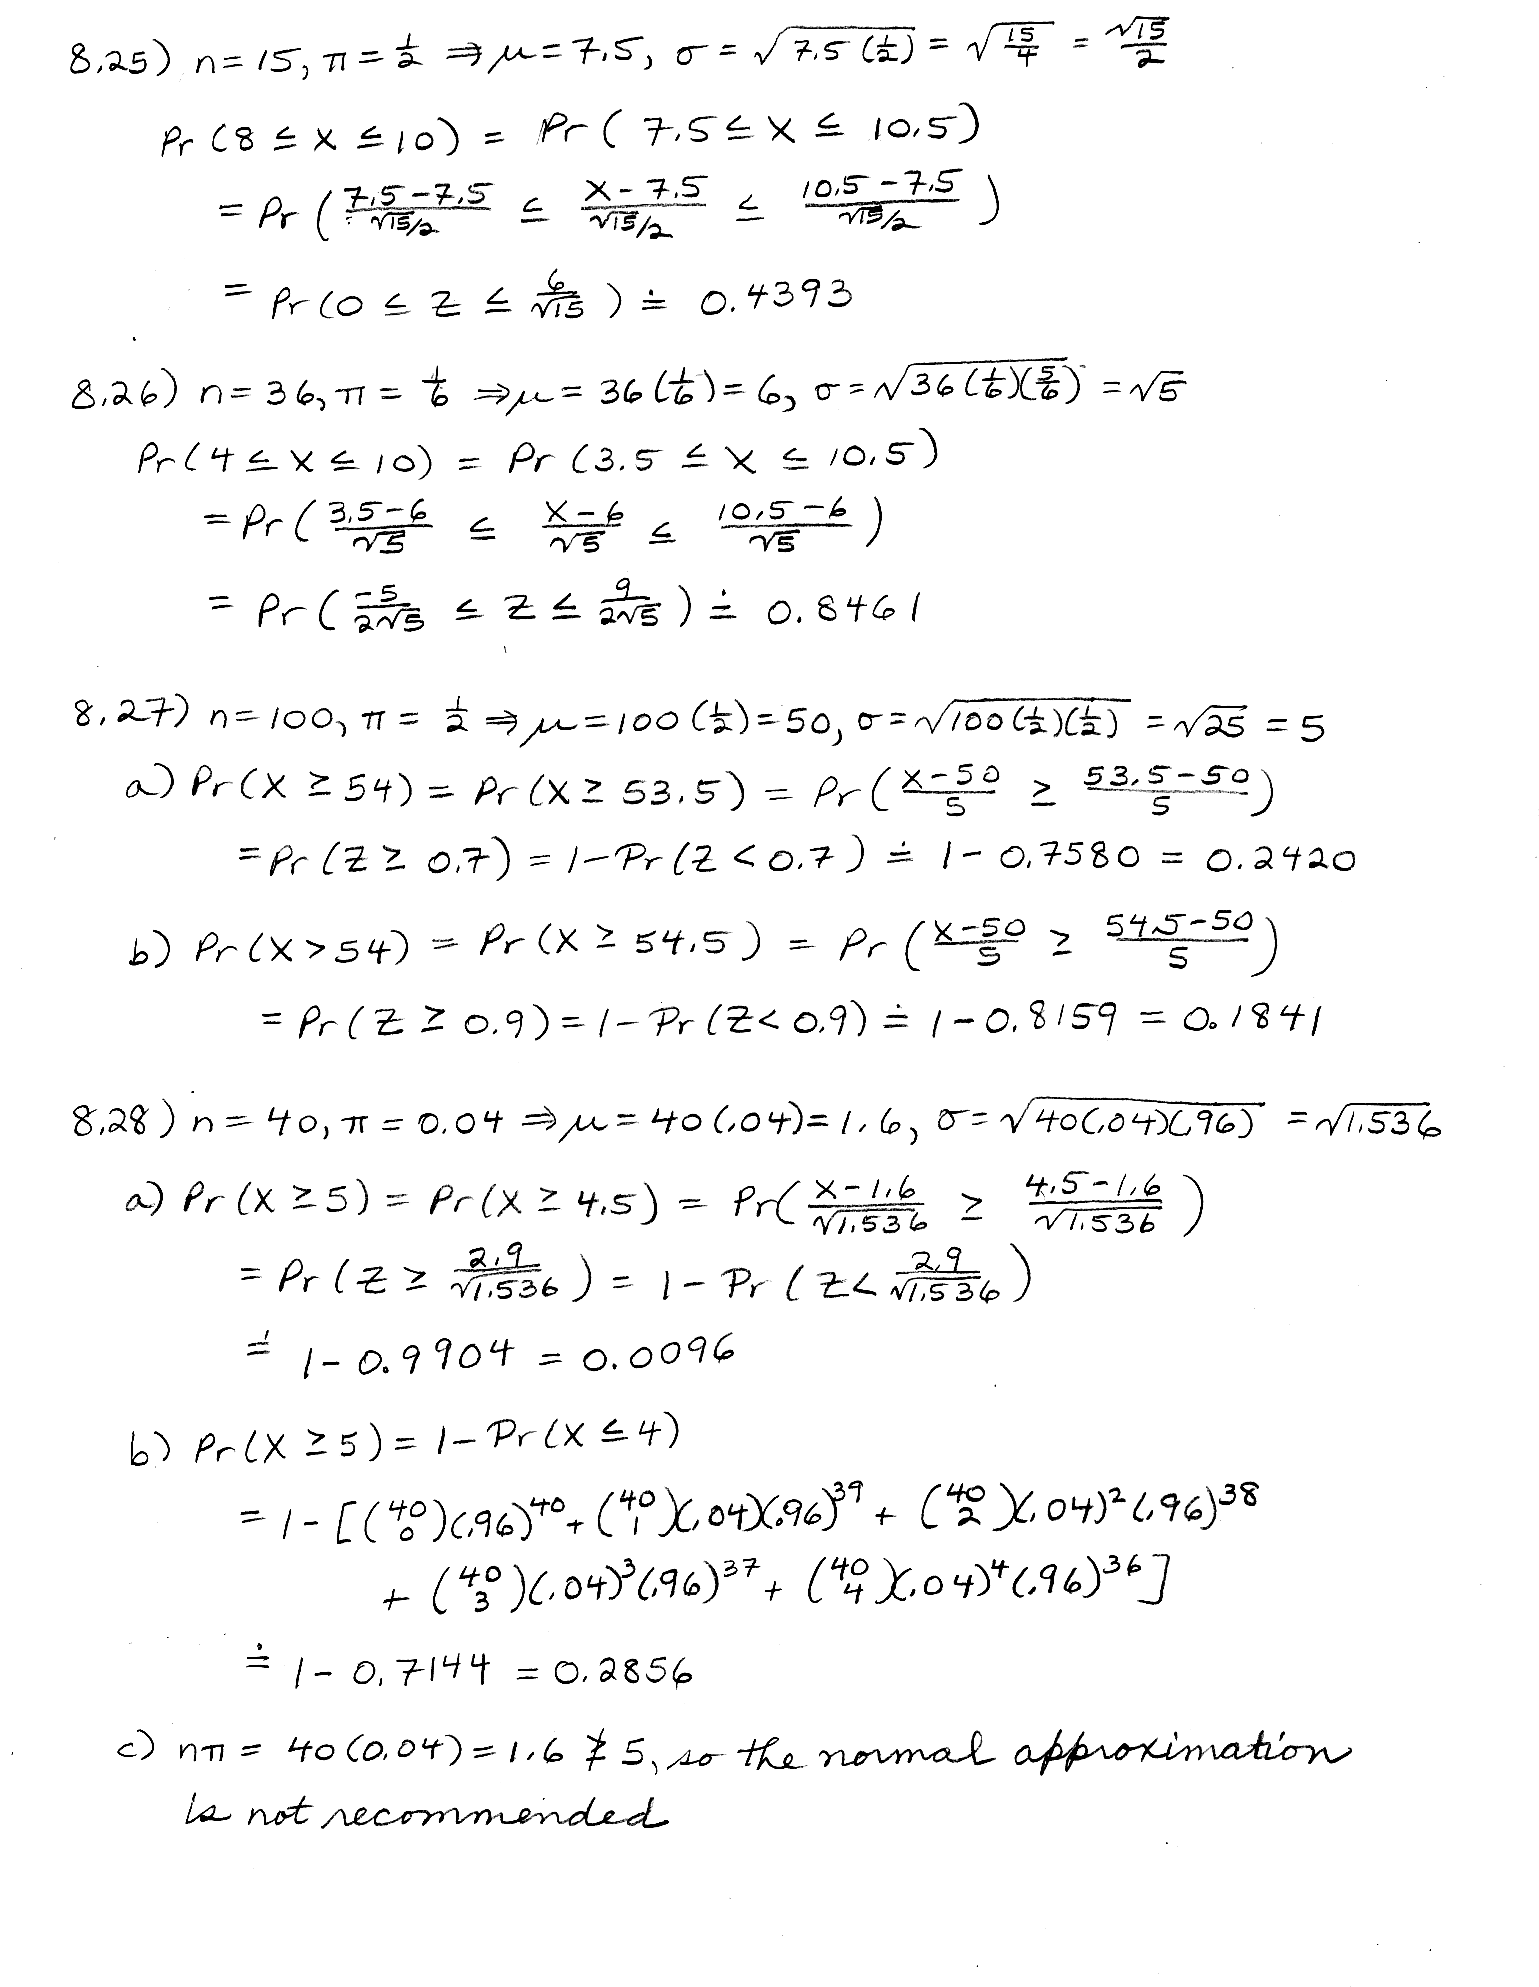 8.25) n=15, π=1/2 ⇒ μ=7.5, σ=√(7.5(1/2)) = √(15/4) = √15/2
Pr(8 ≤ X ≤ 10) = Pr(7.5 ≤ X ≤ 10.5)
= Pr((7.5-7.5)/(√15/2) ≤ (X-7.5)/(√15/2) ≤ (10.5-7.5)/(√15/2))
= Pr(0 ≤ Z ≤ 6/√15) ≐ 0.4393
8.26) n=36, π=1/6 ⇒ μ=36(1/6)=6, σ=√(36(1/6)(5/6)) = √5
Pr(4 ≤ X ≤ 10) = Pr(3.5 ≤ X ≤ 10.5)
= Pr((3.5-6)/√5 ≤ (X-6)/√5 ≤ (10.5-6)/√5)
= Pr(-5/(2√5) ≤ Z ≤ 9/(2√5)) ≐ 0.8461
8.27) n=100, π=1/2 ⇒ μ=100(1/2)=50, σ=√(100(1/2)(1/2)) = √25 = 5
a) Pr(X ≥ 54) = Pr(X ≥ 53.5) = Pr((X-50)/5 ≥ (53.5-50)/5)
= Pr(Z ≥ 0.7) = 1-Pr(Z < 0.7) ≐ 1-0.7580 = 0.2420
b) Pr(X > 54) = Pr(X ≥ 54.5) = Pr((X-50)/5 ≥ (54.5-50)/5)
= Pr(Z ≥ 0.9) = 1-Pr(Z < 0.9) ≐ 1-0.8159 = 0.1841
8.28) n=40, π=0.04 ⇒ μ=40(.04)=1.6, σ=√(40(.04)(.96)) = √1.536
a) Pr(X ≥ 5) = Pr(X ≥ 4.5) = Pr((X-1.6)/√1.536 ≥ (4.5-1.6)/√1.536)
= Pr(Z ≥ 2.9/√1.536) = 1-Pr(Z < 2.9/√1.536)
≐ 1-0.9904 = 0.0096
b) Pr(X ≥ 5) = 1-Pr(X ≤ 4)
= 1-[(40 0)(.96)^40 + (40 1)(.04)(.96)^39 + (40 2)(.04)²(.96)^38
+ (40 3)(.04)³(.96)^37 + (40 4)(.04)⁴(.96)^36]
≐ 1-0.7144 = 0.2856
c) nπ = 40(0.04) = 1.6 ≱ 5, so the normal approximation
is not recommended